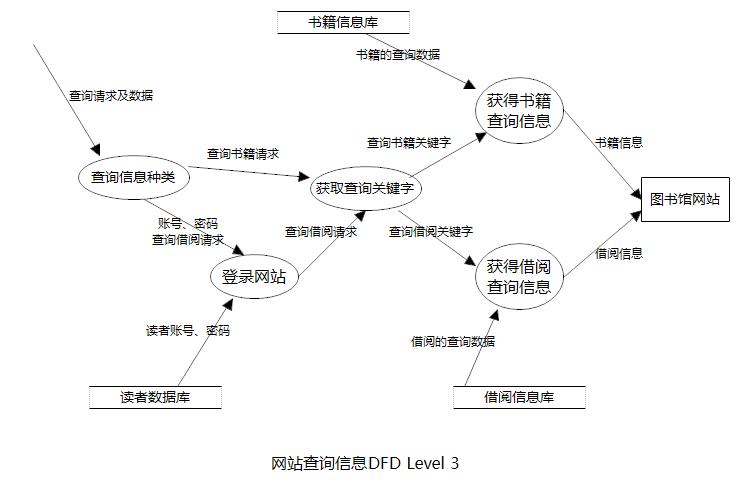 书籍信息库
书籍的查询数据
查询请求及数据
获得书籍
查询信息
查询书籍关键字
书籍信息
查询书籍请求
查询信息种类
获取查询关键字
图书馆网站
账号、密码
查询借阅请求
查询借阅请求
查询借阅关键字
借阅信息
登录网站
获得借阅
查询信息
读者账号、密码
借阅的查询数据
读者数据库
借阅信息库
网站查询信息DFD Level 3